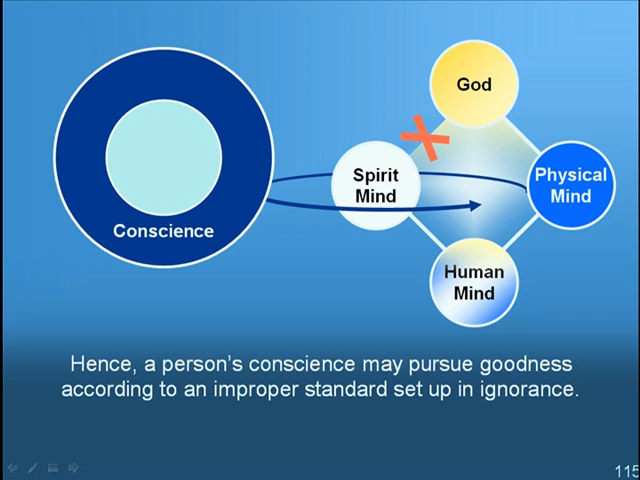 God
Spirit
Mind
Physical
Mind
Conscience
Human
Mind
Hence, a person's conscience may pursue goodness
according to an improper standard set up in ignorance.
115